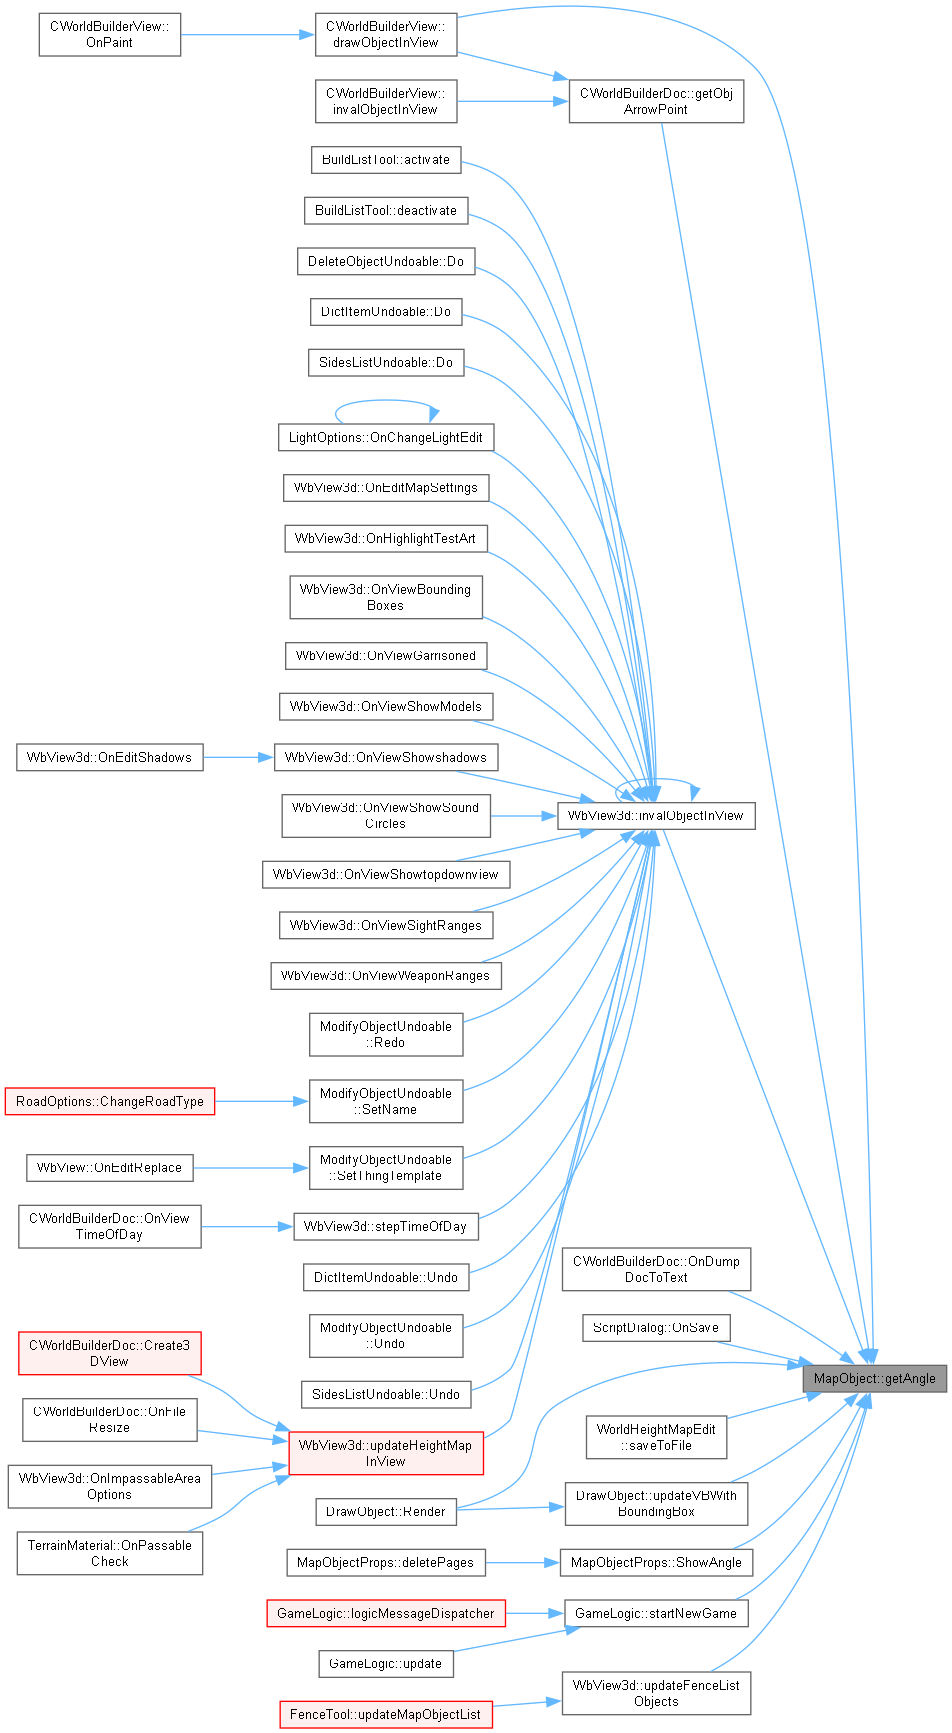 CWorldBuilderView::
OnPaint
CWorldBuilderView::
drawObjectInView
CWorldBuilderView::
invalObjectInView
CWorldBuilderDoc::getObj
ArrowPoint
BuildListTool::activate
BuildListTool::deactivate
DeleteObjectUndoable::Do
DictItemUndoable::Do
SidesListUndoable::Do
LightOptions::OnChangeLightEdit
WbView3d::OnEditMapSettings
WbView3d::OnHighlightTestArt
WbView3d::OnViewBounding
Boxes
WbView3d::OnViewGarrisoned
WbView3d::OnViewShowModels
WbView3d::OnEditShadows
WbView3d::OnViewShowshadows
WbView3d::OnViewShowSound
Circles
WbView3d::invalObjectInView
WbView3d::OnViewShowtopdownview
WbView3d::OnViewSightRanges
WbView3d::OnViewWeaponRanges
ModifyObjectUndoable
::Redo
RoadOptions::ChangeRoadType
ModifyObjectUndoable
::SetName
WbView::OnEditReplace
ModifyObjectUndoable
::SetThingTemplate
CWorldBuilderDoc::OnView
TimeOfDay
WbView3d::stepTimeOfDay
DictItemUndoable::Undo
CWorldBuilderDoc::OnDump
DocToText
ModifyObjectUndoable
::Undo
ScriptDialog::OnSave
CWorldBuilderDoc::Create3
DView
MapObject::getAngle
SidesListUndoable::Undo
CWorldBuilderDoc::OnFile
Resize
WorldHeightMapEdit
::saveToFile
WbView3d::updateHeightMap
InView
WbView3d::OnImpassableArea
Options
DrawObject::Render
DrawObject::updateVBWith
BoundingBox
TerrainMaterial::OnPassable
Check
MapObjectProps::deletePages
MapObjectProps::ShowAngle
GameLogic::logicMessageDispatcher
GameLogic::startNewGame
GameLogic::update
WbView3d::updateFenceList
Objects
FenceTool::updateMapObjectList